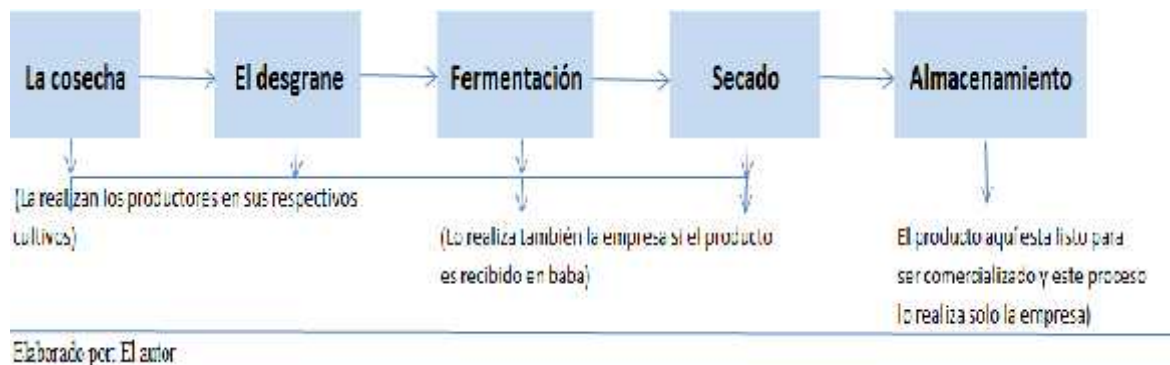 La cosecha
El desgrane
Fermentación
Secado
Almacenamiento
(La realizan los productores en sus respectivos
cultivos)
(Lo realiza también la empresa si el producto
es recibido en baba)
El producto aquí esta listo para
ser comercializado y este proceso
lo realiza solo la empresa)
Elaborado por: El autor